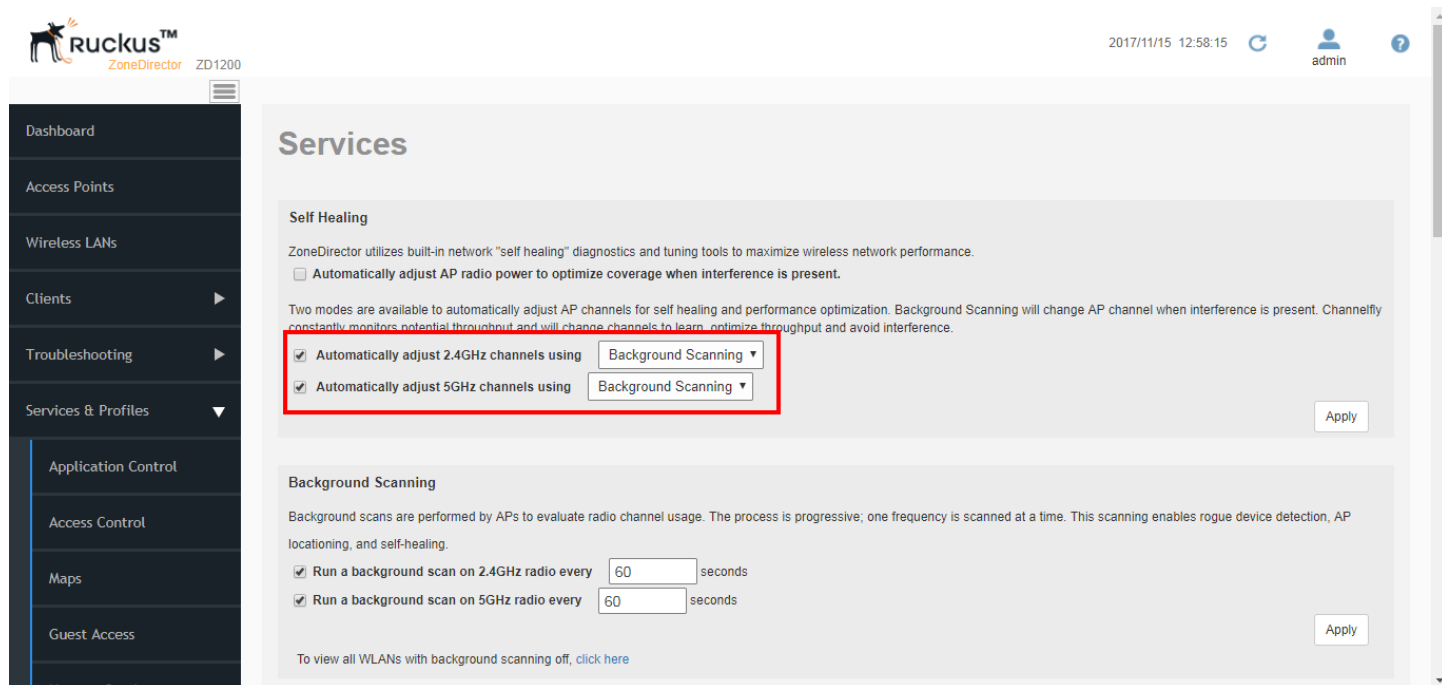 Ruckus™
ZoneDirector ZD1200
2017/11/15 12:58:15
admin
?
Dashboard
Access Points
Wireless LANs
Clients
Troubleshooting
Services & Profiles
Application Control
Access Control
Maps
Guest Access
Services
Self Healing
ZoneDirector utilizes built-in network "self healing" diagnostics and tuning tools to maximize wireless network performance.
Automatically adjust AP radio power to optimize coverage when interference is present.
Two modes are available to automatically adjust AP channels for self healing and performance optimization. Background Scanning will change AP channel when interference is present. Channelfly
constantly monitors potential throughput and will change channels to learn, optimize throughput and avoid interference.
Automatically adjust 2.4GHz channels using Background Scanning
Automatically adjust 5GHz channels using Background Scanning
Apply
Background Scanning
Background scans are performed by APs to evaluate radio channel usage. The process is progressive; one frequency is scanned at a time. This scanning enables rogue device detection, AP
locationing, and self-healing.
Run a background scan on 2.4GHz radio every 60 seconds
Run a background scan on 5GHz radio every 60 seconds
Apply
To view all WLANs with background scanning off, click here